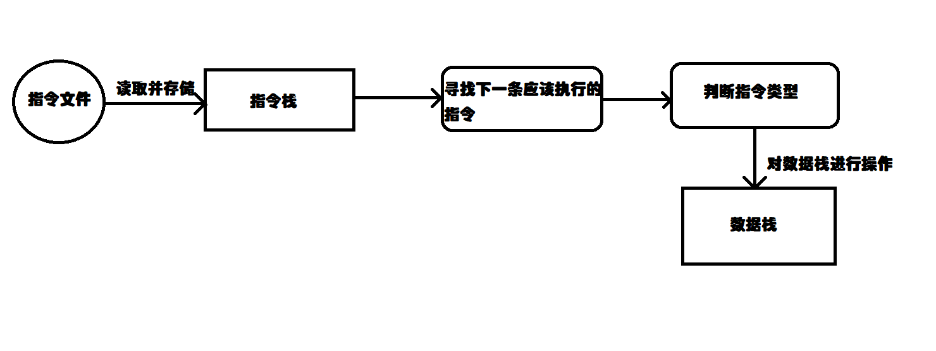 指令文件
读取并存储
指令栈
寻找下一条应该执行的
指令
判断指令类型
对数据栈进行操作
数据栈